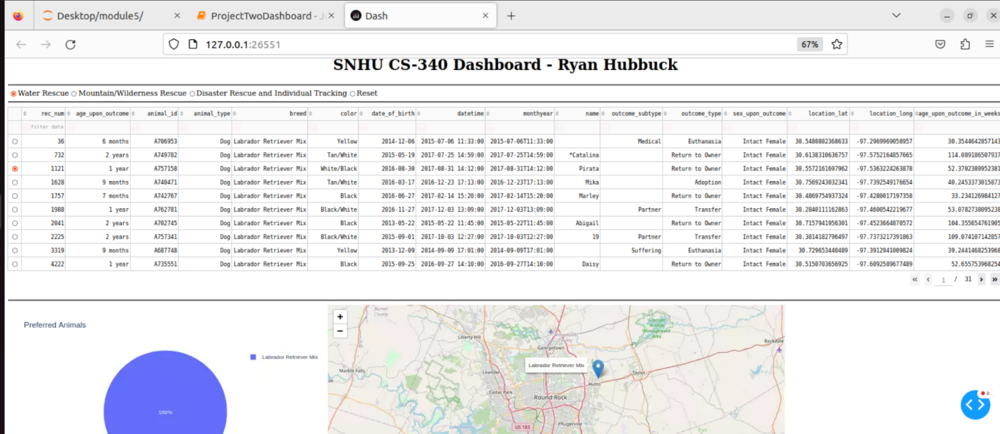 Desktop/module5/ ProjectTwoDashboard - Dash
127.0.0.1:26551 67%
SNHU CS-340 Dashboard - Ryan Hubbuck
Water Rescue Mountain/Wilderness Rescue Disaster Rescue and Individual Tracking Reset
rec_num age_upon_outcome animal_id animal_type breed color date_of_birth datetime monthyear name outcome_subtype outcome_type sex_upon_outcome location_lat location_long age_upon_outcome_in_weeks
filter data
36 6 months A706953 Dog Labrador Retriever Mix Yellow 2014-12-06 2015-07-06 11:33:00 2015-07-06T11:33:00 Medical Euthanasia Intact Female 30.5480802368633 -97.2969969058957 30.3544642857143
732 2 years A749782 Dog Labrador Retriever Mix Tan/White 2015-05-19 2017-07-25 14:59:00 2017-07-25T14:59:00 *Catalina Return to Owner Intact Female 30.6138310636757 -97.5752164857665 114.089186507937
1121 1 year A757158 Dog Labrador Retriever Mix White/Black 2016-08-30 2017-08-31 14:12:00 2017-08-31T14:12:00 Pirata Return to Owner Intact Female 30.5572161697962 -97.5363224263878 52.3702380952381
1628 9 months A740471 Dog Labrador Retriever Mix Tan/White 2016-03-17 2016-12-23 17:13:00 2016-12-23T17:13:00 Mika Adoption Intact Female 30.7569243032341 -97.7392549176654 40.2453373015873
1757 7 months A742767 Dog Labrador Retriever Mix Black 2016-06-27 2017-02-14 15:20:00 2017-02-14T15:20:00 Marley Return to Owner Intact Female 30.4869754937324 -97.4280017197358 33.234126984127
1988 1 year A762781 Dog Labrador Retriever Mix Black/White 2016-11-27 2017-12-03 13:09:00 2017-12-03T13:09:00 Partner Transfer Intact Female 30.2840111162863 -97.4600542219677 53.0782738095238
2041 2 years A702745 Dog Labrador Retriever Mix Black 2013-05-22 2015-05-22 11:45:00 2015-05-22T11:45:00 Abigail Return to Owner Intact Female 30.7157941956301 -97.4523664870572 104.355654761905
2225 2 years A757341 Dog Labrador Retriever Mix Black/White 2015-09-01 2017-10-03 12:27:00 2017-10-03T12:27:00 19 Partner Transfer Intact Female 30.3814182796497 -97.7373217391863 109.074107142857
3319 9 months A687748 Dog Labrador Retriever Mix Yellow 2013-12-09 2014-09-09 17:01:00 2014-09-09T17:01:00 Suffering Euthanasia Intact Female 30.729653440489 -97.3912941009824 39.2441468253968
4222 1 year A735551 Dog Labrador Retriever Mix Black 2015-09-25 2016-09-27 14:10:00 2016-09-27T14:10:00 Daisy Return to Owner Intact Female 30.5150703656925 -97.6092589677489 52.655753968254
« ‹ 1 / 31 › »
Preferred Animals
Labrador Retriever Mix
100%
+
−
Burnet
County
Liberty Hill
Georgetown
Granger
Wildlife
Management
Area
Rockdale
Marble Falls
Leander
Labrador Retriever Mix
Hutto
Taylor
Cedar Park
Round Rock
Pflugerville
US 183